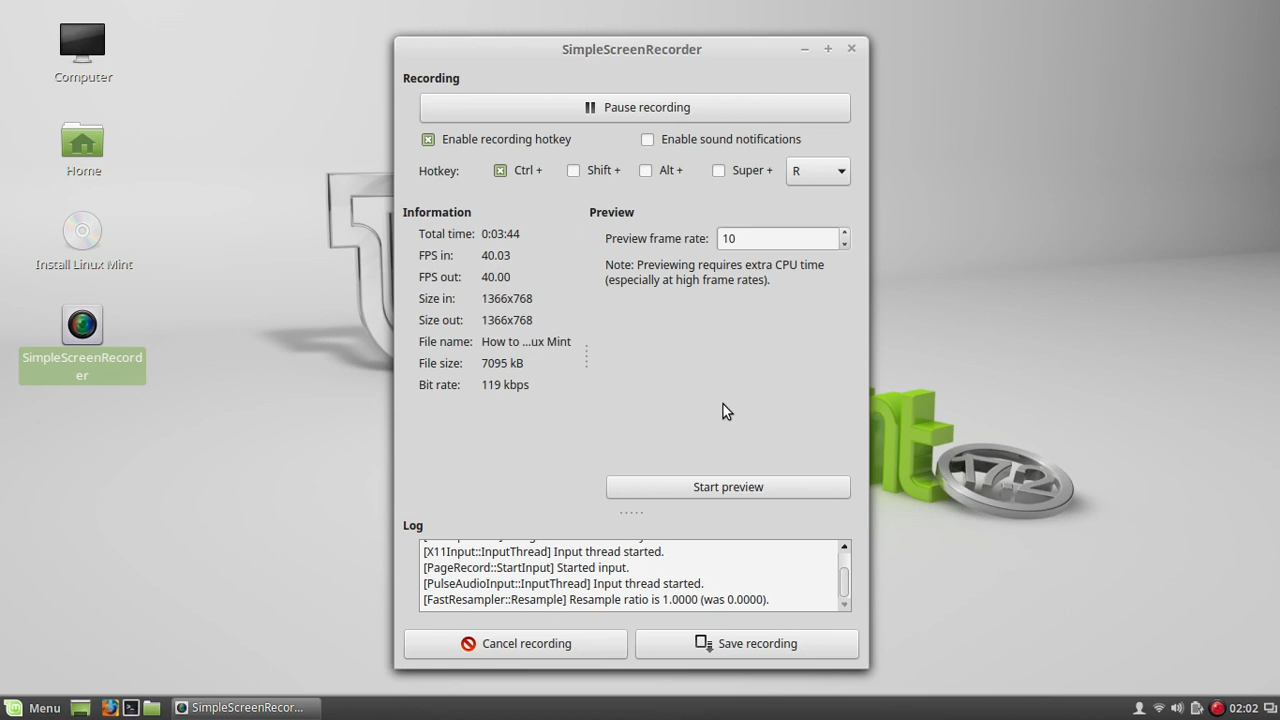 Computer
Home
Install Linux Mint
SimpleScreenRecord
er
SimpleScreenRecorder
Recording
Pause recording
Enable recording hotkey
Enable sound notifications
Hotkey: Ctrl + Shift + Alt + Super + R
Information
Total time: 0:03:44
FPS in: 40.03
FPS out: 40.00
Size in: 1366x768
Size out: 1366x768
File name: How to ...ux Mint
File size: 7095 kB
Bit rate: 119 kbps
Preview
Preview frame rate: 10
Note: Previewing requires extra CPU time
(especially at high frame rates).
Start preview
Log
[X11Input::InputThread] Input thread started.
[PageRecord::StartInput] Started input.
[PulseAudioInput::InputThread] Input thread started.
[FastResampler::Resample] Resample ratio is 1.0000 (was 0.0000).
Cancel recording
Save recording
nt
17.2
Menu
SimpleScreenRecor...
02:02